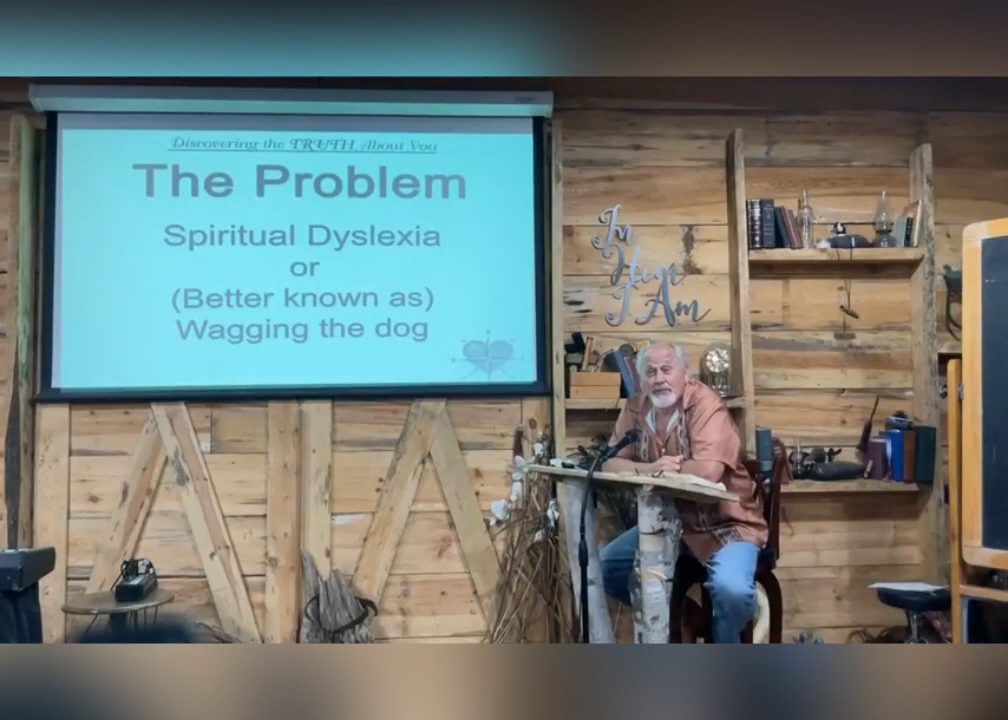 Discovering the TRUTH About You
The Problem
Spiritual Dyslexia
or
(Better known as)
Wagging the dog
In
Him
I Am